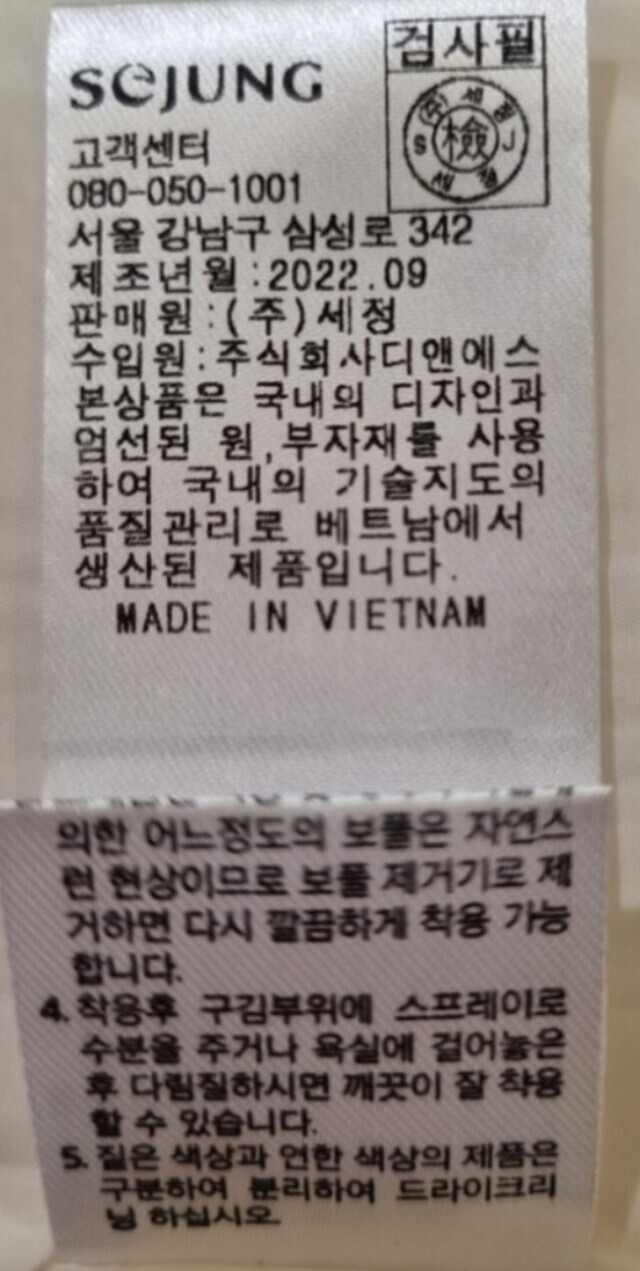 SeJUNG
검사필
(주)세정
S 檢 J
세정
고객센터
080-050-1001
서울 강남구 삼성로 342
제조년월:2022.09
판매원:(주)세정
수입원:주식회사디앤에스
본상품은 국내의 디자인과
엄선된 원,부자재를 사용
하여 국내의 기술지도의
품질관리로 베트남에서
생산된 제품입니다.
MADE IN VIETNAM
의한 어느정도의 보풀은 자연스
런 현상이므로 보풀 제거기로 제
거하면 다시 깔끔하게 착용 가능
합니다.
4. 착용후 구김부위에 스프레이로
수분을 주거나 욕실에 걸어놓은
후 다림질하시면 깨끗이 잘 착용
할 수 있습니다.
5. 짙은 색상과 연한 색상의 제품은
구분하여 분리하여 드라이크리
닝 하십시오.